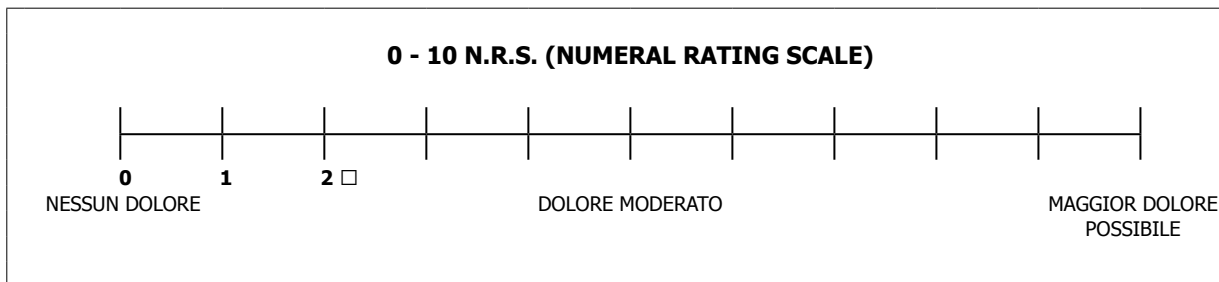 0 - 10 N.R.S. (NUMERAL RATING SCALE)
0 1 2 □
NESSUN DOLORE DOLORE MODERATO MAGGIOR DOLORE
POSSIBILE